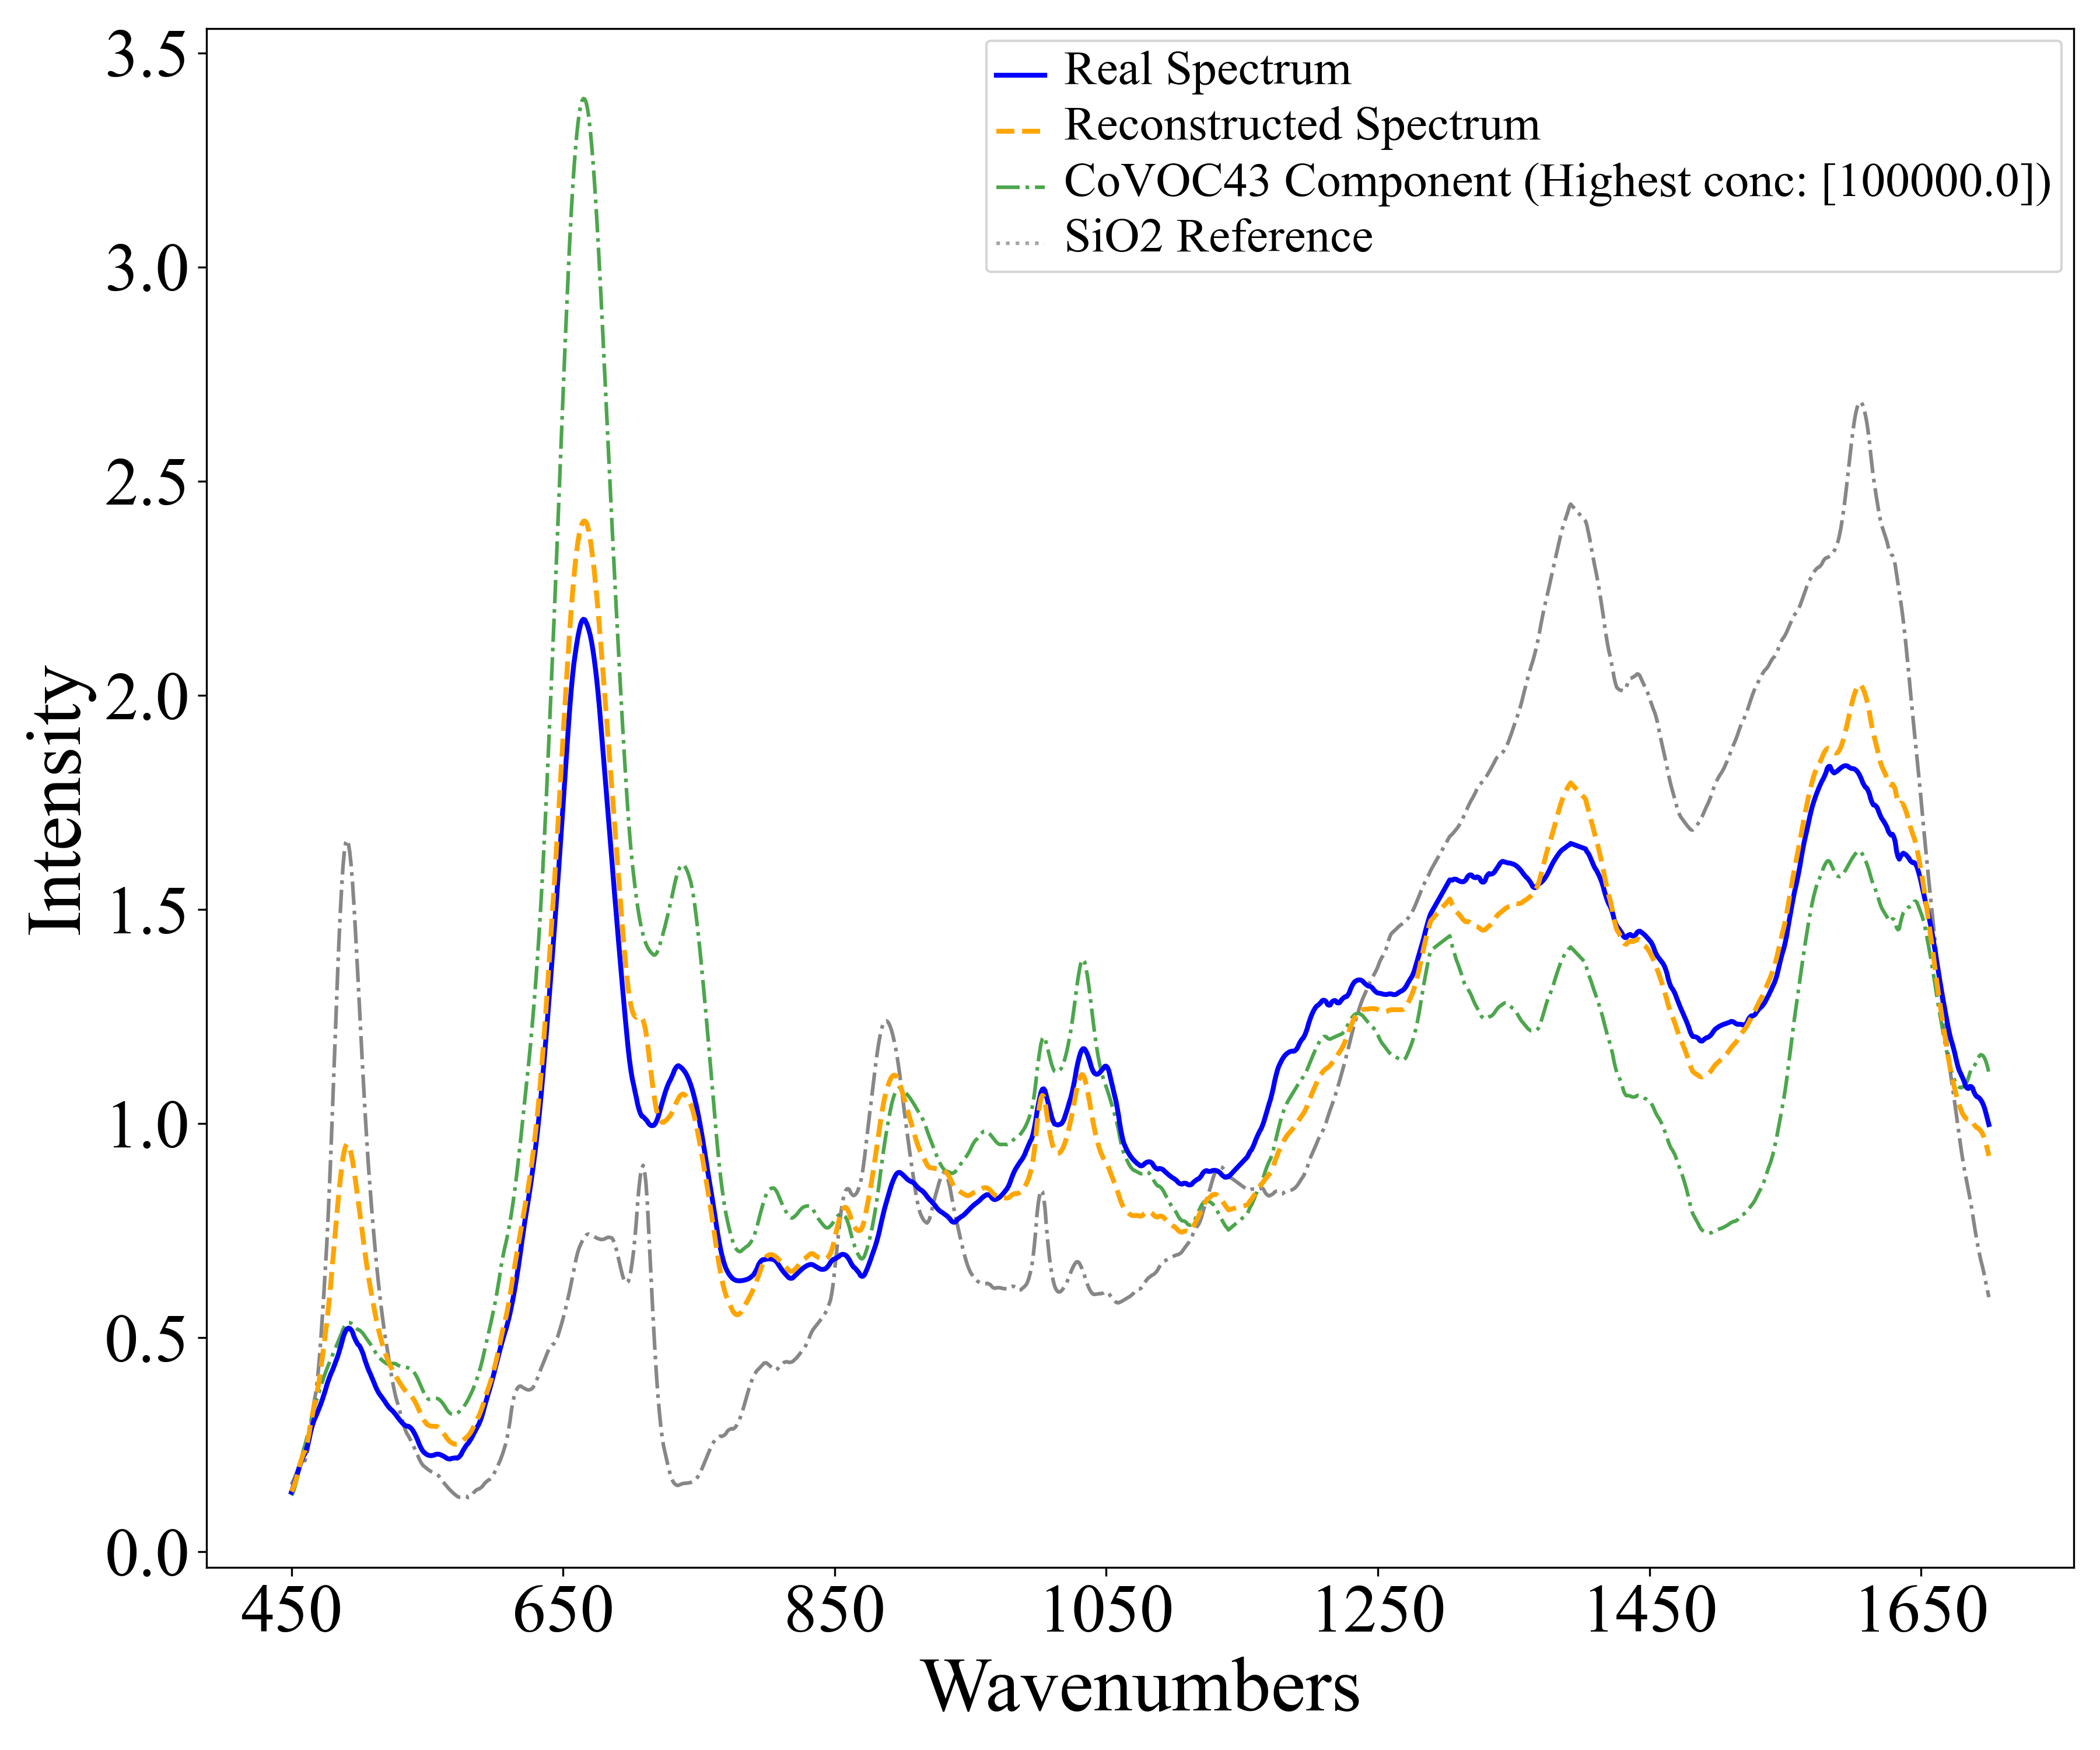 3.5
3.0
2.5
2.0
1.5
1.0
0.5
0.0
Intensity
Real Spectrum
Reconstructed Spectrum
CoVOC43 Component (Highest conc: [100000.0])
SiO2 Reference
450 650 850 1050 1250 1450 1650
Wavenumbers